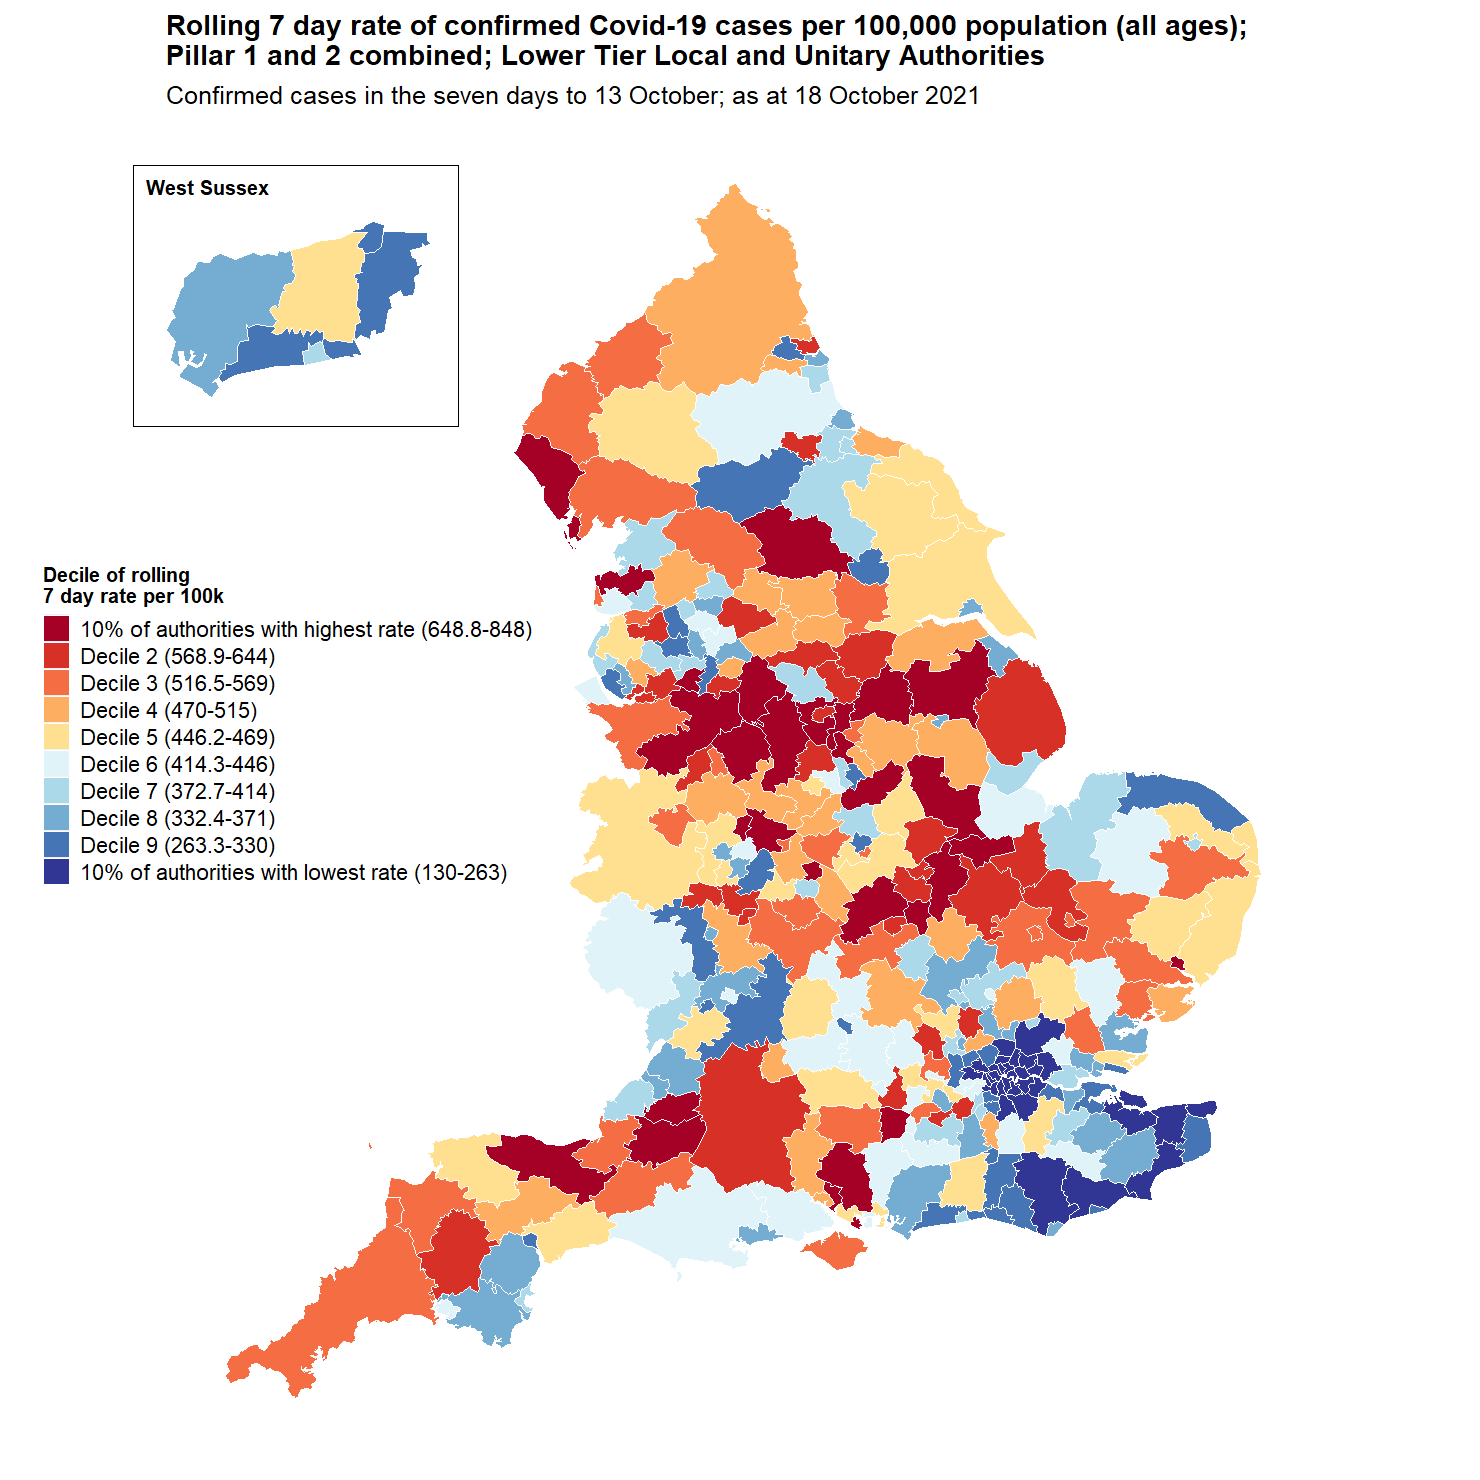 Rolling 7 day rate of confirmed Covid-19 cases per 100,000 population (all ages);
Pillar 1 and 2 combined; Lower Tier Local and Unitary Authorities
Confirmed cases in the seven days to 13 October; as at 18 October 2021
West Sussex
Decile of rolling
7 day rate per 100k
10% of authorities with highest rate (648.8-848)
Decile 2 (568.9-644)
Decile 3 (516.5-569)
Decile 4 (470-515)
Decile 5 (446.2-469)
Decile 6 (414.3-446)
Decile 7 (372.7-414)
Decile 8 (332.4-371)
Decile 9 (263.3-330)
10% of authorities with lowest rate (130-263)